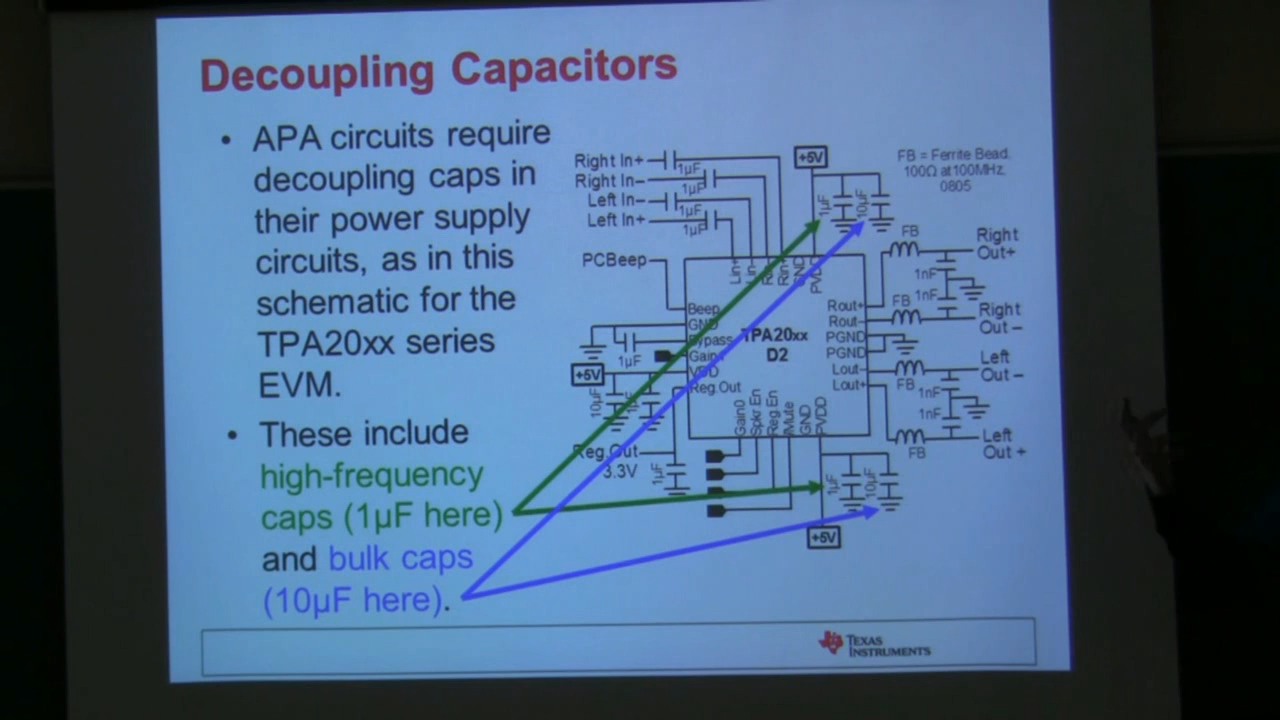 Decoupling Capacitors
• APA circuits require
decoupling caps in
their power supply
circuits, as in this
schematic for the
TPA20xx series
EVM.
• These include
high-frequency
caps (1µF here)
and bulk caps
(10µF here).
Right In+
1µF
Right In–
1µF
Left In–
1µF
Left In+
1µF
PCBeep
+5V
1µF
10µF
FB = Ferrite Bead,
100Ω at 100MHz,
0805
Lin+
Lin-
Rin+
GND
Beep
GND
Bypass
VDD
Reg.Out
TPA20xx
D2
Rout+
Rout-
PGND
PGND
Lout-
Lout+
Gain0
Spkr.En
Reg.En
/Mute
GND
PVDD
1µF
+5V
10µF
1µF
Reg.Out
3.3V
1µF
FB
Right
Out+
1nF
1nF
FB
Right
Out –
Left
Out –
FB
1nF
1nF
FB
Left
Out +
1µF
10µF
+5V
TEXAS
INSTRUMENTS